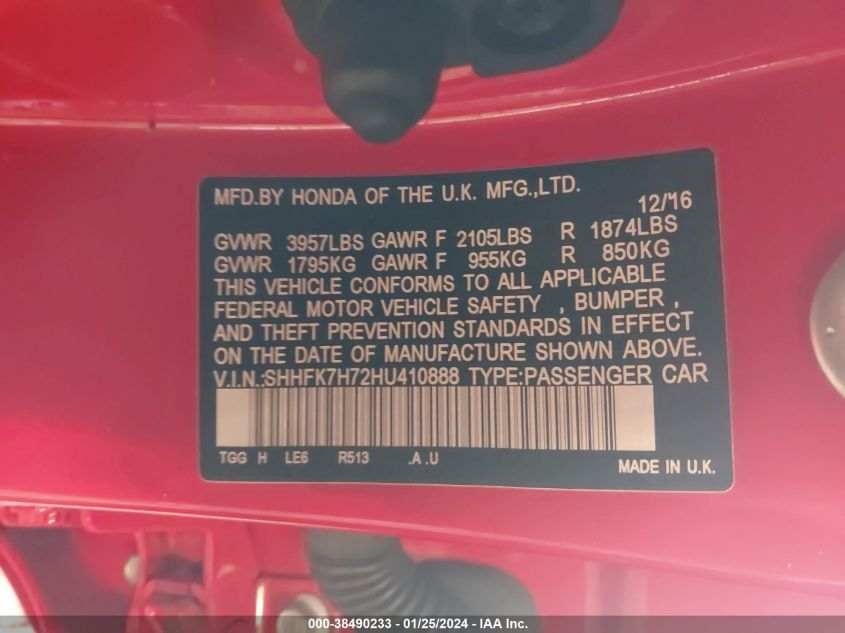 MFD.BY HONDA OF THE U.K. MFG.,LTD.
12/16
GVWR 3957LBS GAWR F 2105LBS R 1874LBS
GVWR 1795KG GAWR F 955KG R 850KG
THIS VEHICLE CONFORMS TO ALL APPLICABLE
FEDERAL MOTOR VEHICLE SAFETY , BUMPER ,
AND THEFT PREVENTION STANDARDS IN EFFECT
ON THE DATE OF MANUFACTURE SHOWN ABOVE.
V.I.N.:SHHFK7H72HU410888 TYPE:PASSENGER CAR
TGG H LE6 R513 .A .U
MADE IN U.K.
000-38490233 - 01/25/2024 - IAA Inc.